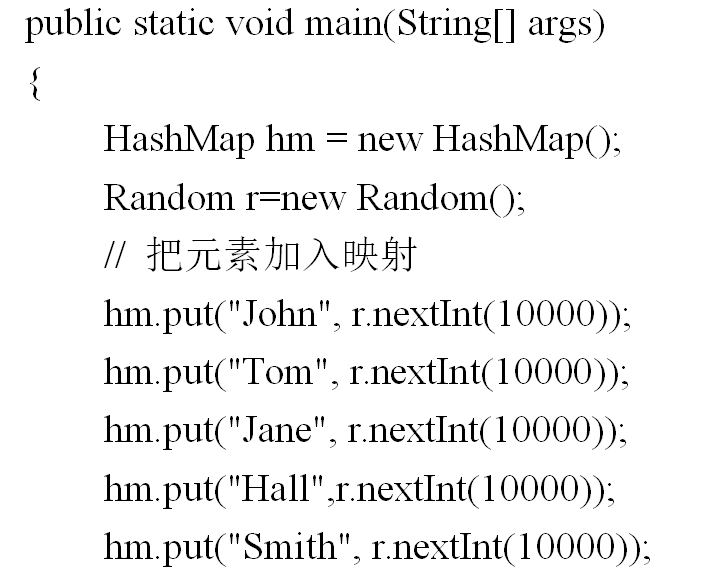 public static void main(String[] args)
{
HashMap hm = new HashMap();
Random r=new Random();
// 把元素加入映射
hm.put("John", r.nextInt(10000));
hm.put("Tom", r.nextInt(10000));
hm.put("Jane", r.nextInt(10000));
hm.put("Hall",r.nextInt(10000));
hm.put("Smith", r.nextInt(10000));